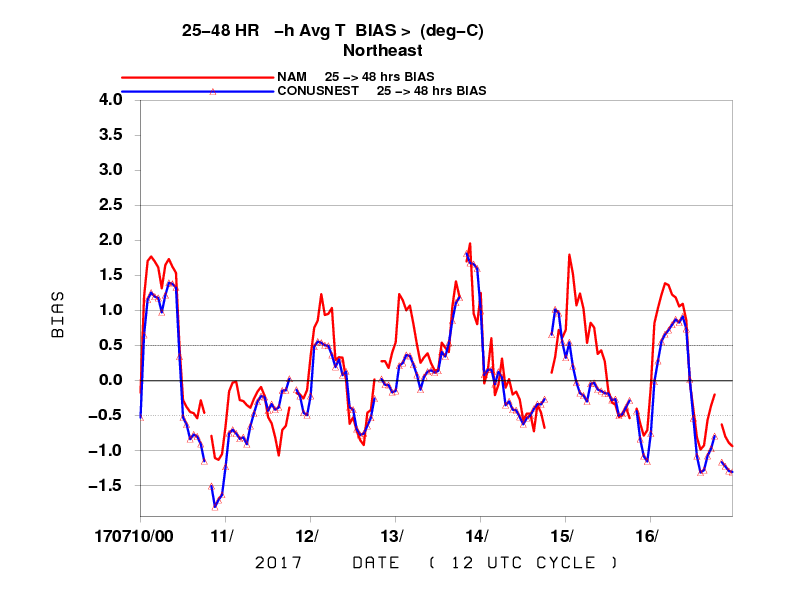 25-48 HR -h Avg T BIAS > (deg-C)
Northeast
NAM 25 -> 48 hrs BIAS
CONUSNEST 25 -> 48 hrs BIAS
4.0
3.5
3.0
2.5
2.0
1.5
1.0
0.5
0.0
-0.5
-1.0
-1.5
BIAS
170710/00 11/ 12/ 13/ 14/ 15/ 16/
2017 DATE ( 12 UTC CYCLE )